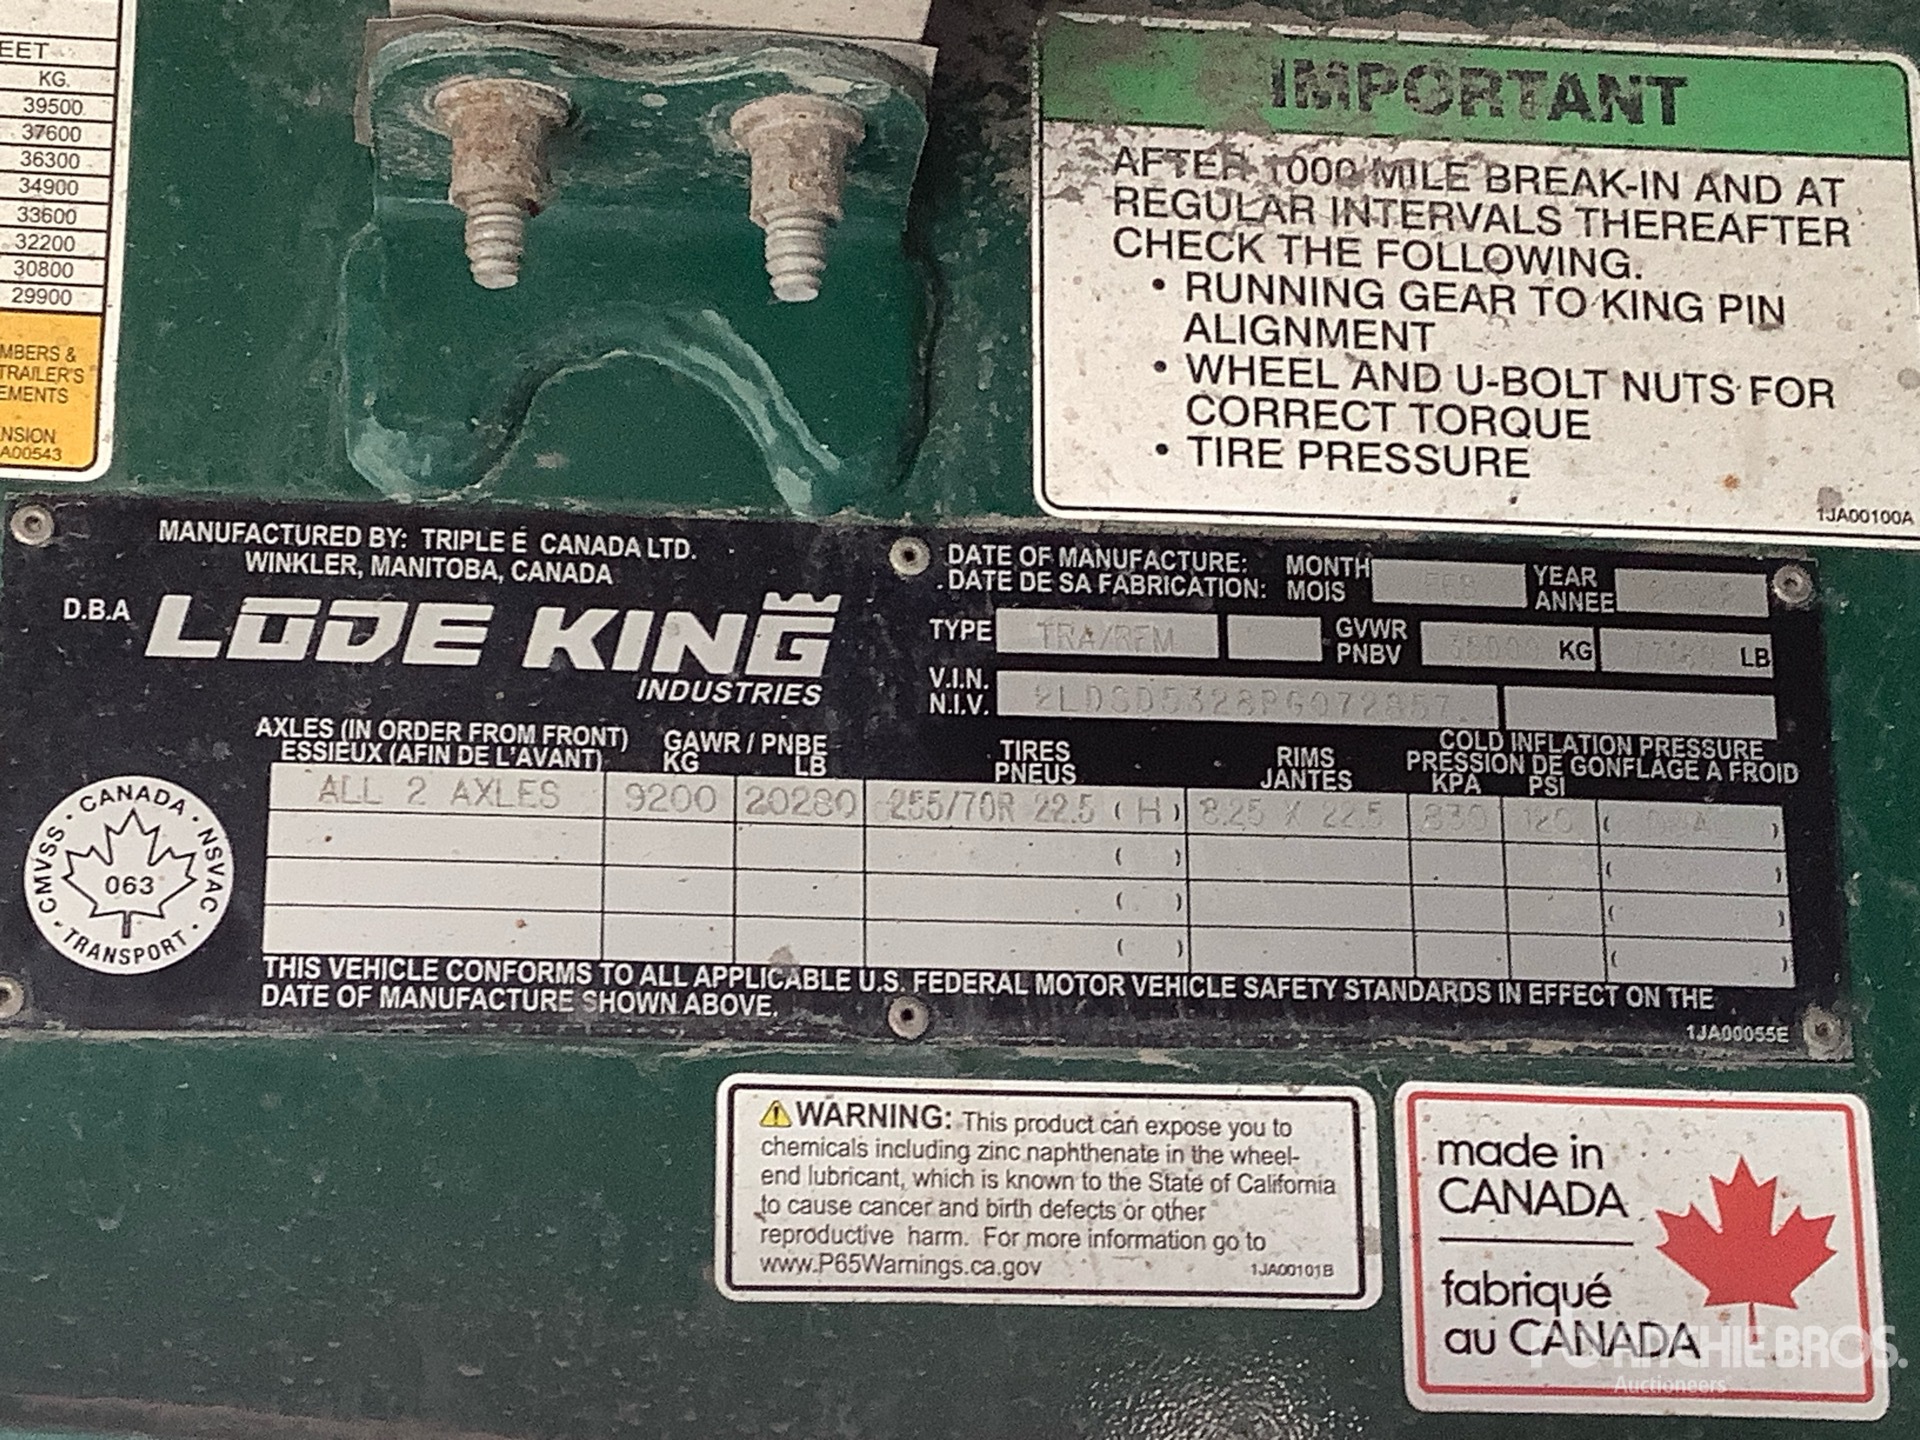 EET
KG.
39500
37600
36300
34900
33600
32200
30800
29900
MBERS &
TRAILER'S
EMENTS
NSION
A00543
IMPORTANT
AFTER 1000 MILE BREAK-IN AND AT
REGULAR INTERVALS THEREAFTER
CHECK THE FOLLOWING.
• RUNNING GEAR TO KING PIN
ALIGNMENT
• WHEEL AND U-BOLT NUTS FOR
CORRECT TORQUE
• TIRE PRESSURE
1JA00100A
MANUFACTURED BY: TRIPLE E CANADA LTD.
WINKLER, MANITOBA, CANADA
D.B.A LODE KING
INDUSTRIES
DATE OF MANUFACTURE: MONTH FEB YEAR
DATE DE SA FABRICATION: MOIS ANNEE
TYPE TRA/REM GVWR KG LB
PNBV
V.I.N.
N.I.V.
AXLES (IN ORDER FROM FRONT) GAWR / PNBE TIRES RIMS COLD INFLATION PRESSURE
ESSIEUX (AFIN DE L'AVANT) KG LB PNEUS JANTES PRESSION DE GONFLAGE A FROID
KPA PSI
ALL 2 AXLES 9200 20280 255/70R 22.5 ( H ) 8.25 X 22.5 830 120 ( )
( ) ( )
( ) ( )
( ) ( )
CANADA · NSVAC · TRANSPORT · CMVSS ·
063
THIS VEHICLE CONFORMS TO ALL APPLICABLE U.S. FEDERAL MOTOR VEHICLE SAFETY STANDARDS IN EFFECT ON THE
DATE OF MANUFACTURE SHOWN ABOVE.
1JA00055E
WARNING: This product can expose you to
chemicals including zinc naphthenate in the wheel-
end lubricant, which is known to the State of California
to cause cancer and birth defects or other
reproductive harm. For more information go to
www.P65Warnings.ca.gov
1JA00101B
made in
CANADA
fabriqué
au CANADA
RITCHIE BROS.
Auctioneers